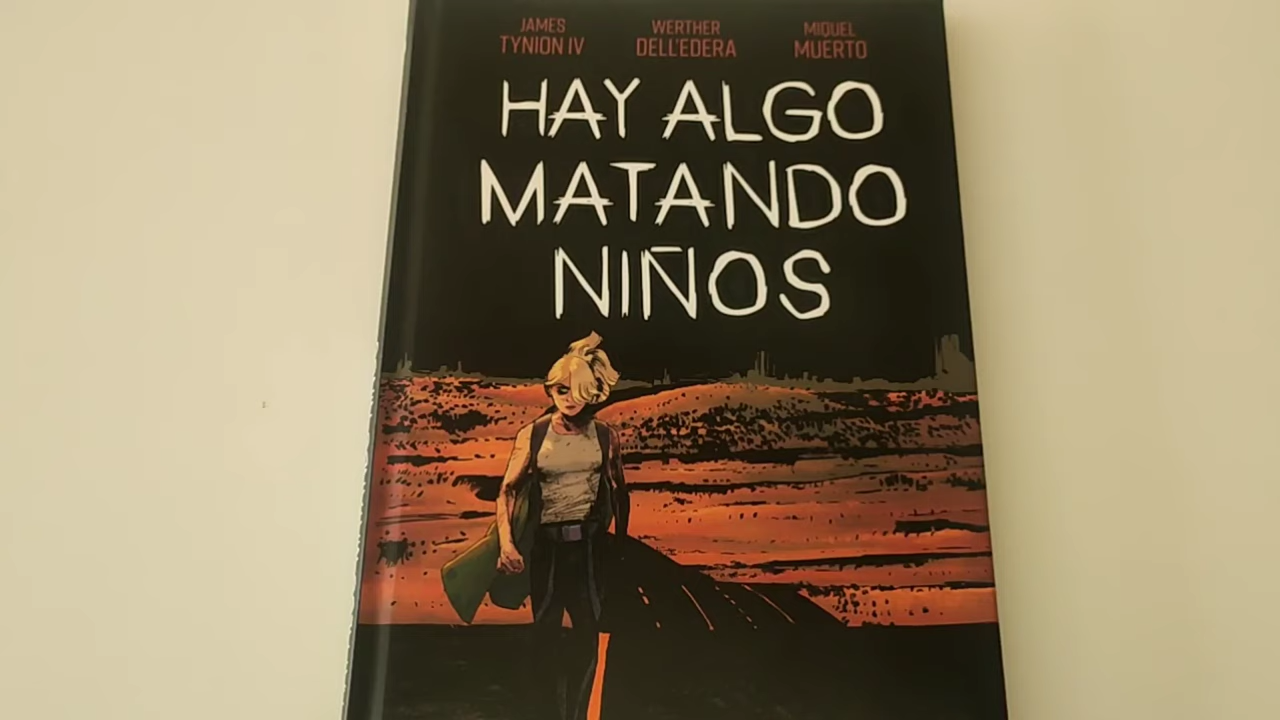 JAMES WERTHER MIQUEL
TYNION IV DELL'EDERA MUERTO
HAY ALGO
MATANDO
NIÑOS